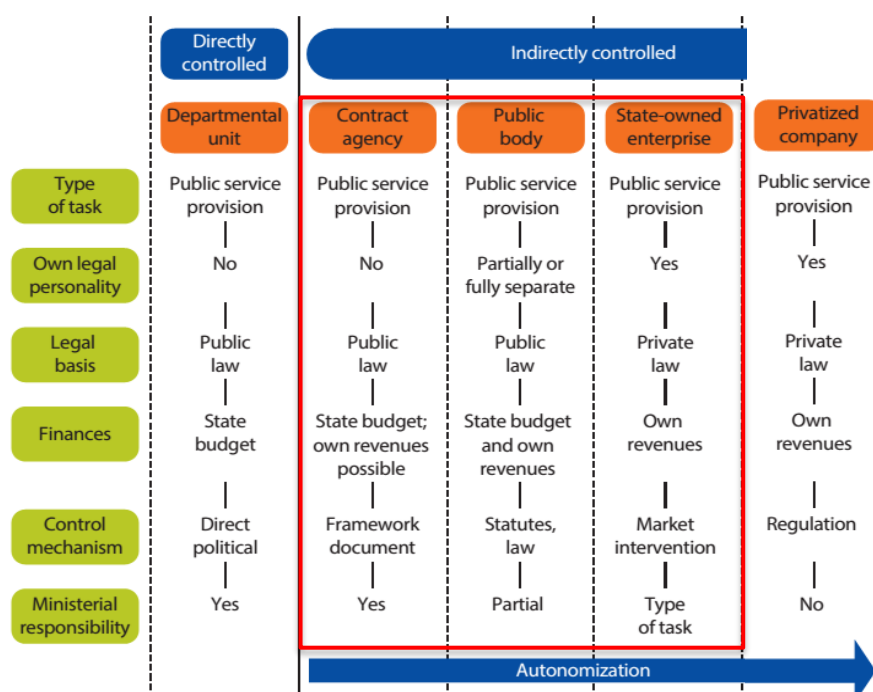 Directly
controlled
Indirectly controlled
Departmental
unit
Contract
agency
Public
body
State-owned
enterprise
Privatized
company
Type
of task
Public service
provision
Public service
provision
Public service
provision
Public service
provision
Public service
provision
Own legal
personality
No
No
Partially or
fully separate
Yes
Yes
Legal
basis
Public
law
Public
law
Public
law
Private
law
Private
law
Finances
State
budget
State budget;
own revenues
possible
State budget
and own
revenues
Own
revenues
Own
revenues
Control
mechanism
Direct
political
Framework
document
Statutes,
law
Market
intervention
Regulation
Ministerial
responsibility
Yes
Yes
Partial
Type
of task
No
Autonomization